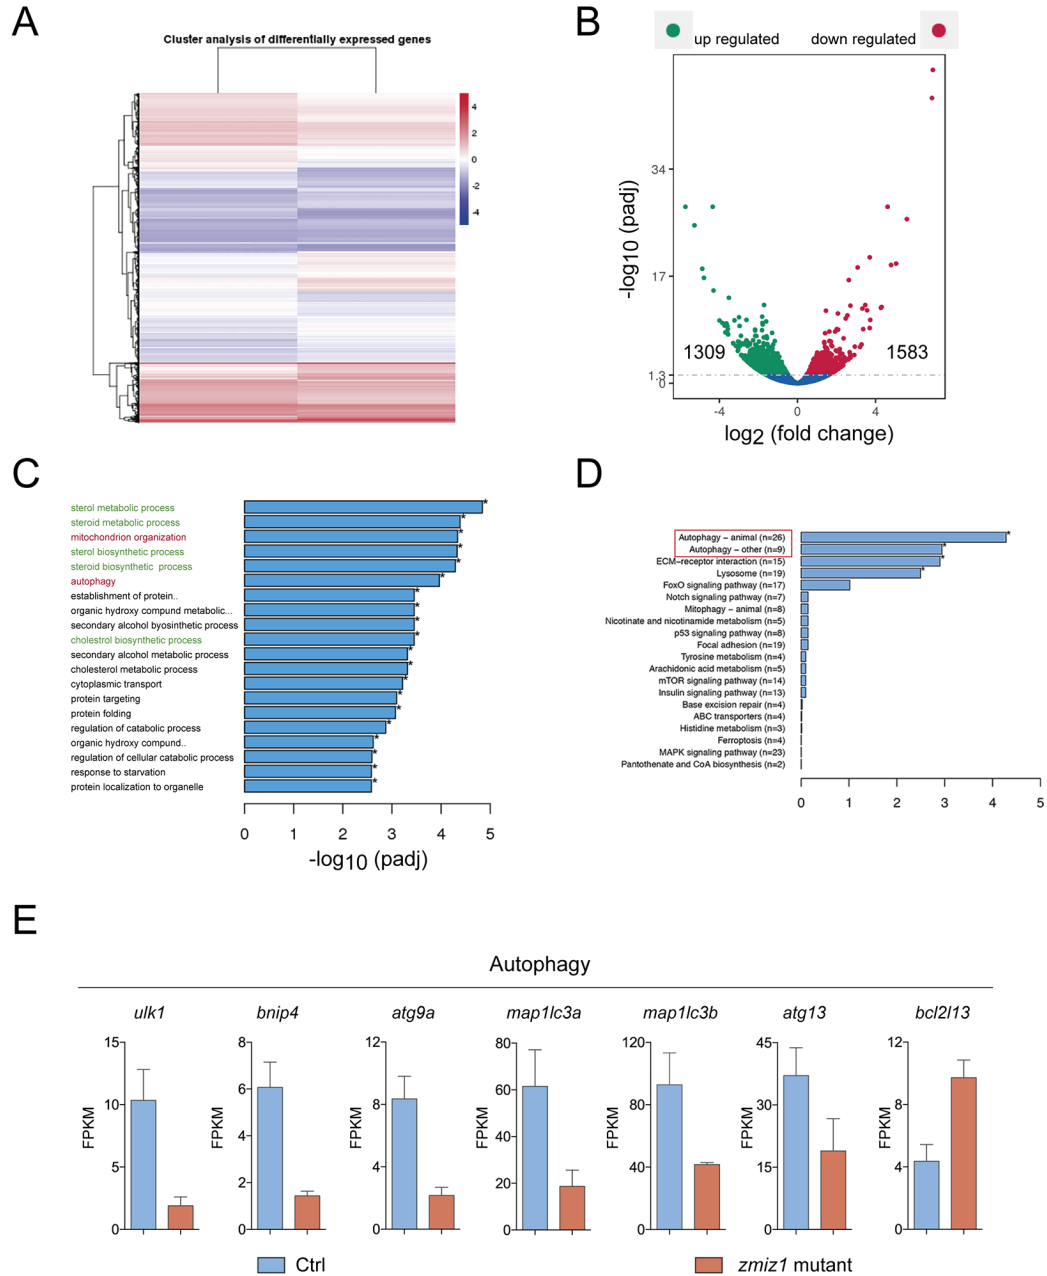 A
Cluster analysis of differentially expressed genes
4
2
0
-2
-4
B
up regulated
down regulated
34
17
1.3
0
-log10 (padj)
1309
1583
-4
0
4
log2 (fold change)
C
sterol metabolic process
steroid metabolic process
mitochondrion organization
sterol biosynthetic process
steroid biosynthetic process
autophagy
establishment of protein..
organic hydroxy compund metabolic...
secondary alcohol byosinthetic process
cholestrol biosynthetic process
secondary alcohol metabolic process
cholesterol metabolic process
cytoplasmic transport
protein targeting
protein folding
regulation of catabolic process
organic hydroxy compund..
regulation of cellular catabolic process
response to starvation
protein localization to organelle
0 1 2 3 4 5
-log10 (padj)
D
Autophagy – animal (n=26)
Autophagy – other (n=9)
ECM–receptor interaction (n=15)
Lysosome (n=19)
FoxO signaling pathway (n=17)
Notch signaling pathway (n=7)
Mitophagy – animal (n=8)
Nicotinate and nicotinamide metabolism (n=5)
p53 signaling pathway (n=8)
Focal adhesion (n=19)
Tyrosine metabolism (n=4)
Arachidonic acid metabolism (n=5)
mTOR signaling pathway (n=14)
Insulin signaling pathway (n=13)
Base excision repair (n=4)
ABC transporters (n=4)
Histidine metabolism (n=3)
Ferroptosis (n=4)
MAPK signaling pathway (n=23)
Pantothenate and CoA biosynthesis (n=2)
0 1 2 3 4 5
E
Autophagy
ulk1
FPKM
15
10
5
0
bnip4
FPKM
8
6
4
2
0
atg9a
FPKM
12
8
4
0
map1lc3a
FPKM
80
60
40
20
0
map1lc3b
FPKM
120
80
40
0
atg13
FPKM
45
30
15
0
bcl2l13
FPKM
12
8
4
0
Ctrl
zmiz1 mutant